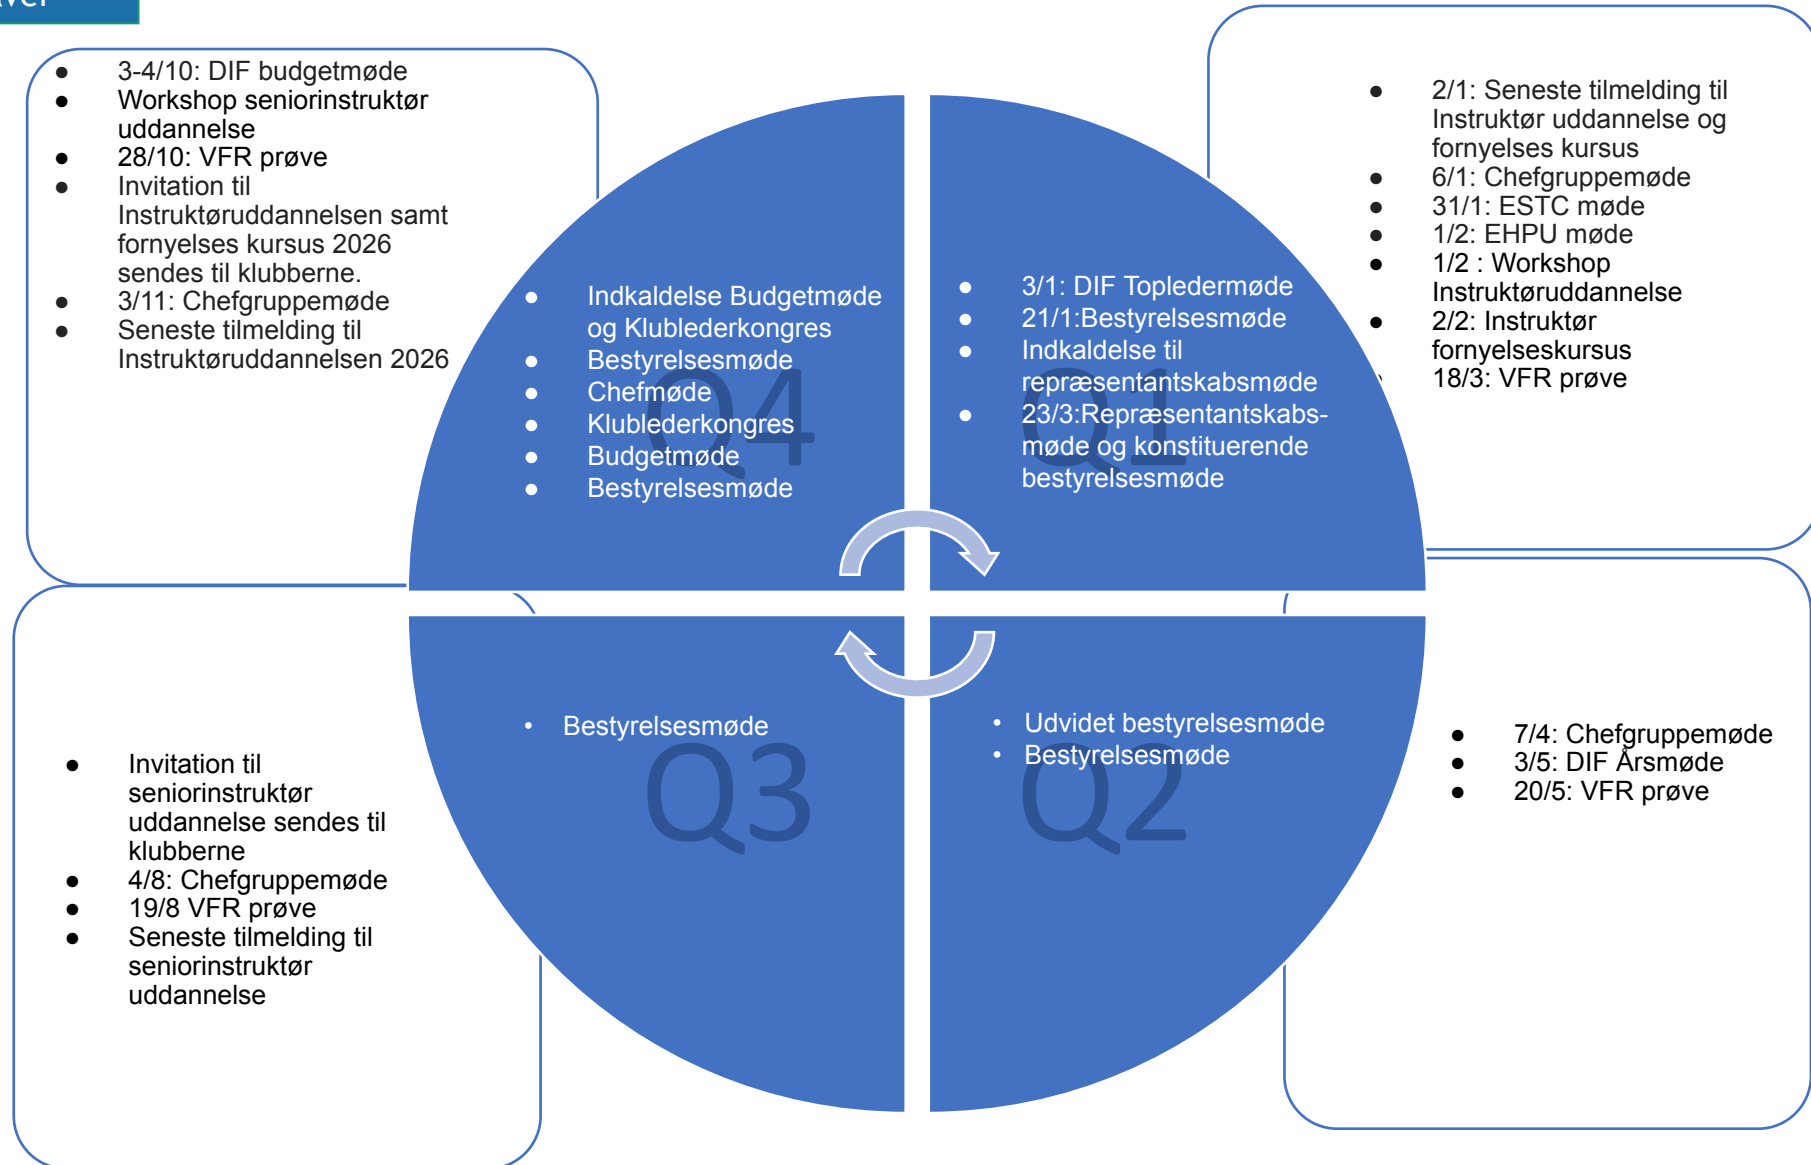 ● 3-4/10: DIF budgetmøde
● Workshop seniorinstruktør
uddannelse
● 28/10: VFR prøve
● Invitation til
Instruktøruddannelsen samt
fornyelses kursus 2026
sendes til klubberne.
● 3/11: Chefgruppemøde
● Seneste tilmelding til
Instruktøruddannelsen 2026
● Indkaldelse Budgetmøde
og Klublederkongres
● Bestyrelsesmøde
● Chefmøde
● Klublederkongres
● Budgetmøde
● Bestyrelsesmøde
Q4
● 3/1: DIF Topledermøde
● 21/1:Bestyrelsesmøde
● Indkaldelse til
repræsentantskabsmøde
● 23/3:Repræsentantskabs-
møde og konstituerende
bestyrelsesmøde
Q1
● 2/1: Seneste tilmelding til
Instruktør uddannelse og
fornyelses kursus
● 6/1: Chefgruppemøde
● 31/1: ESTC møde
● 1/2: EHPU møde
● 1/2 : Workshop
Instruktøruddannelse
● 2/2: Instruktør
fornyelseskursus
● 18/3: VFR prøve
● Invitation til
seniorinstruktør
uddannelse sendes til
klubberne
● 4/8: Chefgruppemøde
● 19/8 VFR prøve
● Seneste tilmelding til
seniorinstruktør
uddannelse
• Bestyrelsesmøde
Q3
• Udvidet bestyrelsesmøde
• Bestyrelsesmøde
Q2
● 7/4: Chefgruppemøde
● 3/5: DIF Årsmøde
● 20/5: VFR prøve